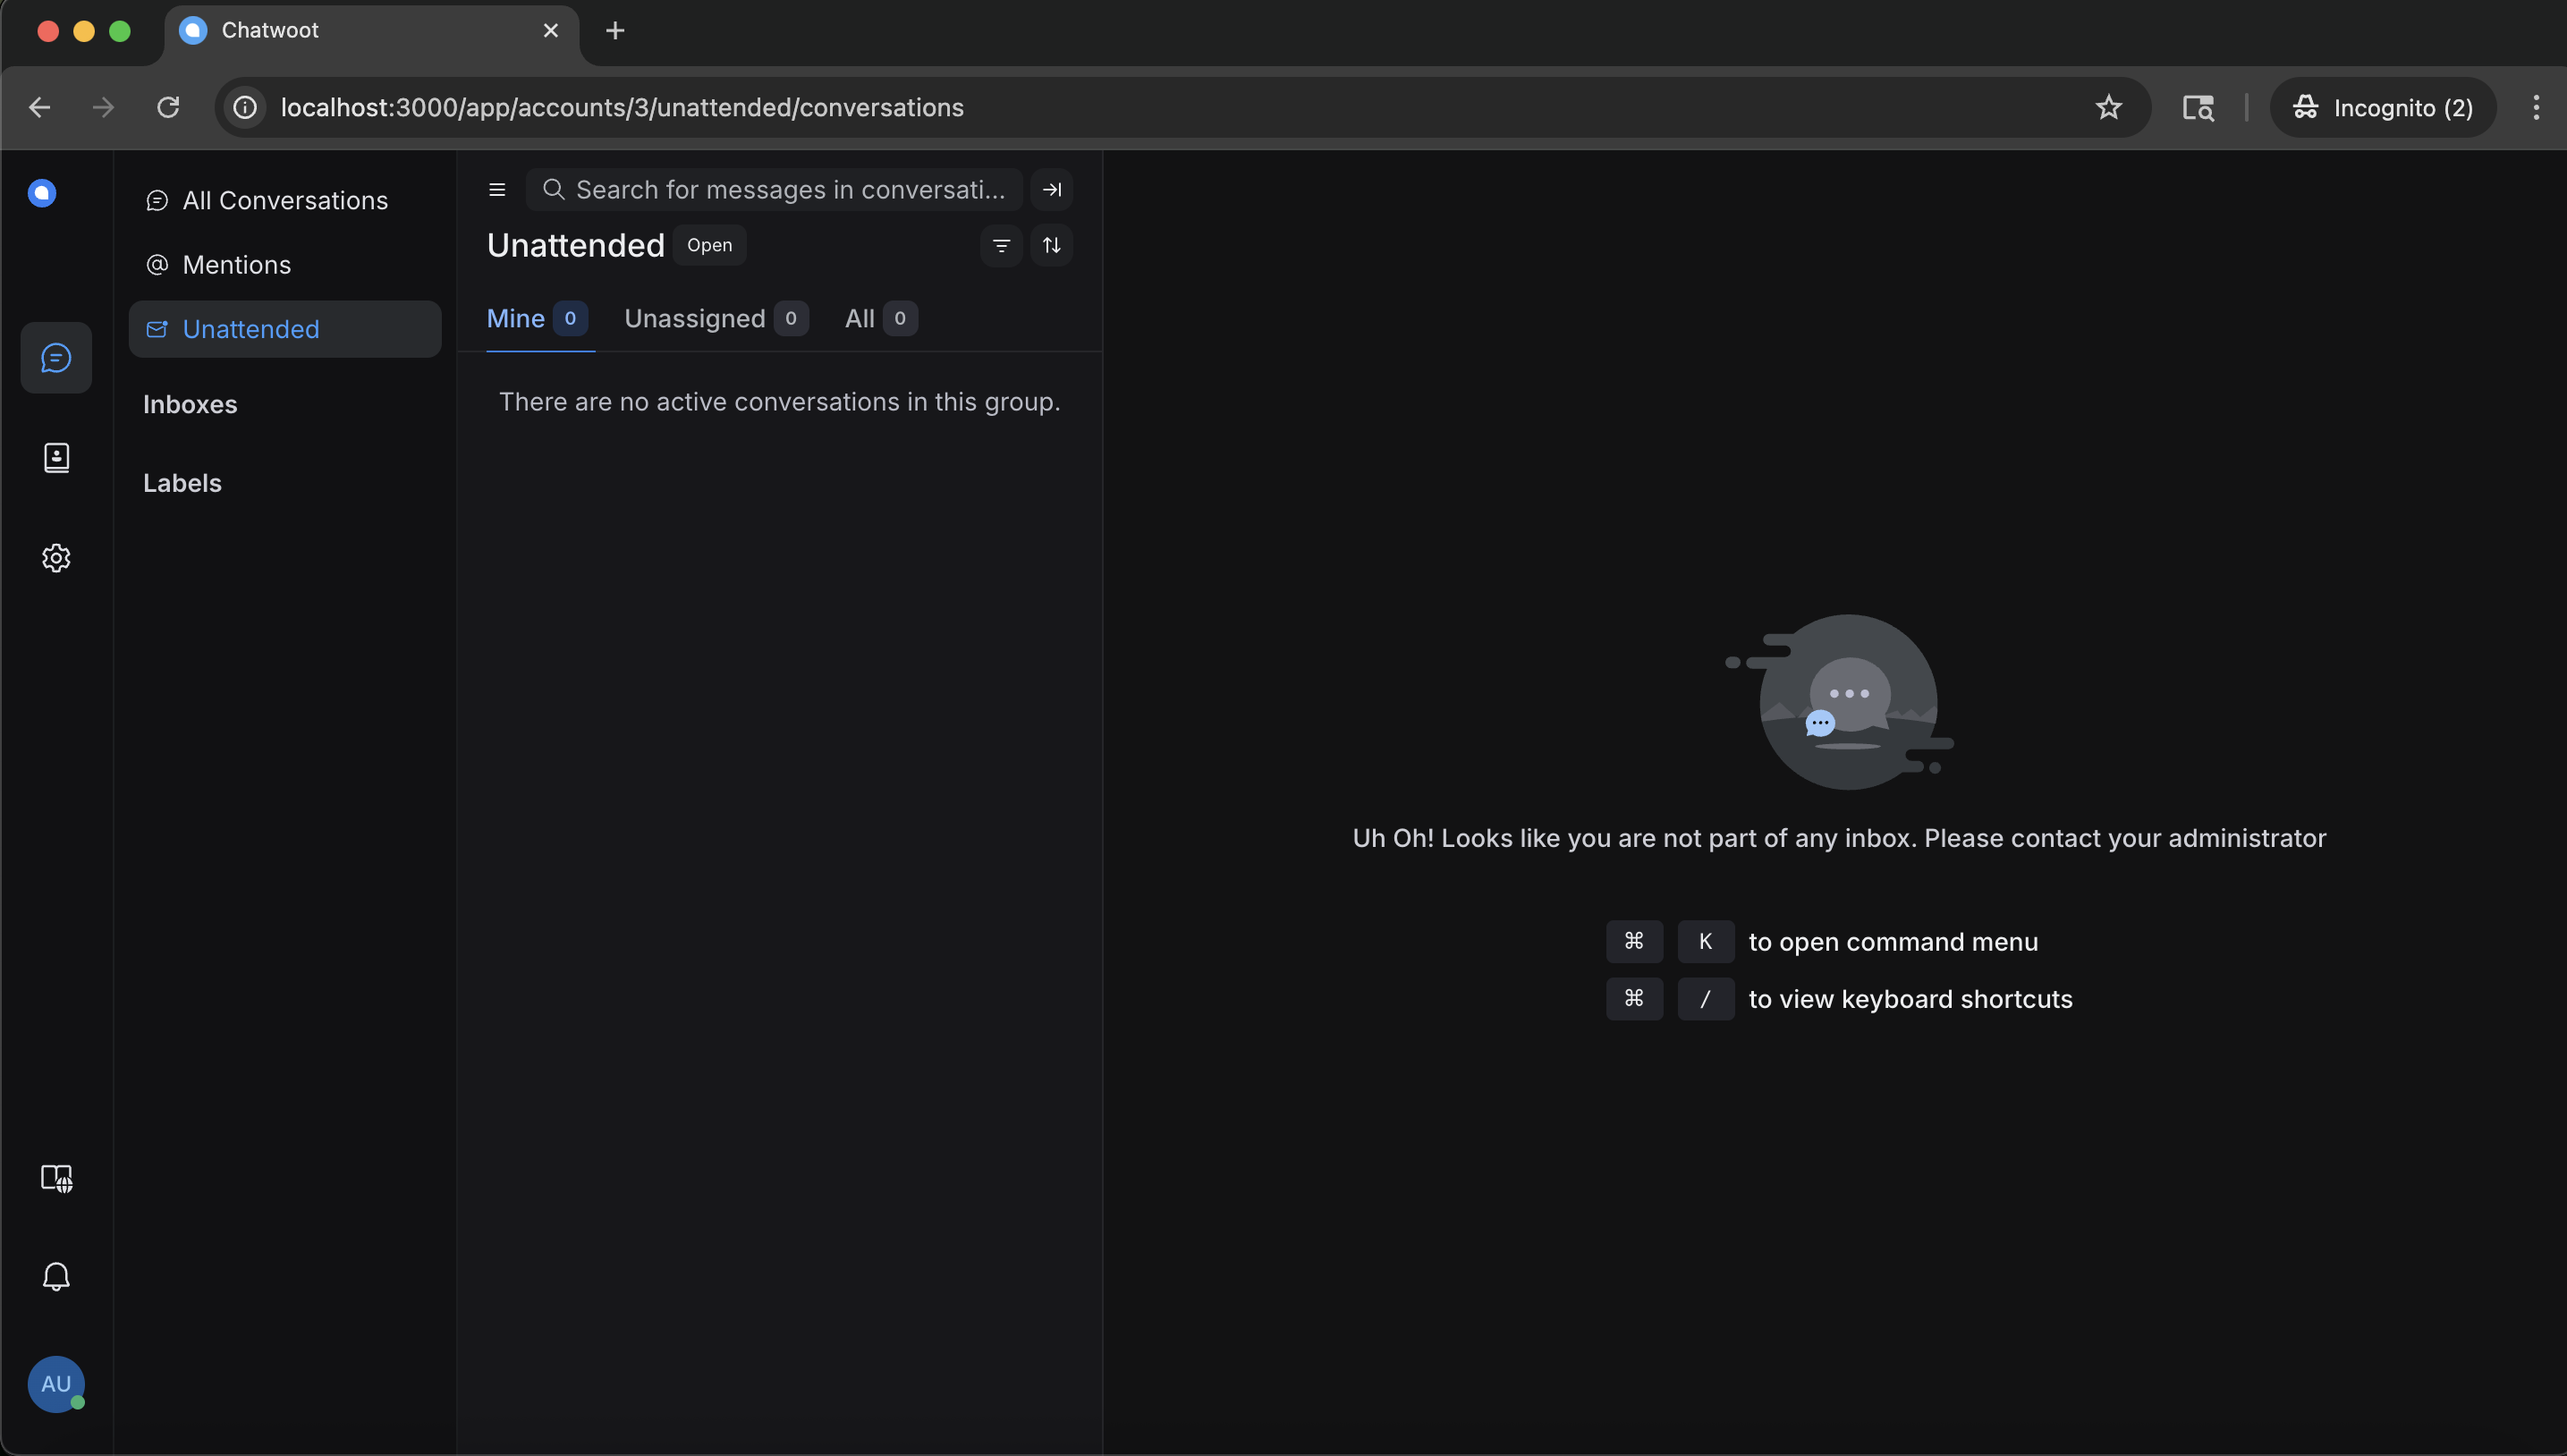 Chatwoot
localhost:3000/app/accounts/3/unattended/conversations
Incognito (2)
All Conversations
Mentions
Unattended
Inboxes
Labels
Search for messages in conversati...
Unattended Open
Mine 0 Unassigned 0 All 0
There are no active conversations in this group.
Uh Oh! Looks like you are not part of any inbox. Please contact your administrator
⌘ K to open command menu
⌘ / to view keyboard shortcuts
AU